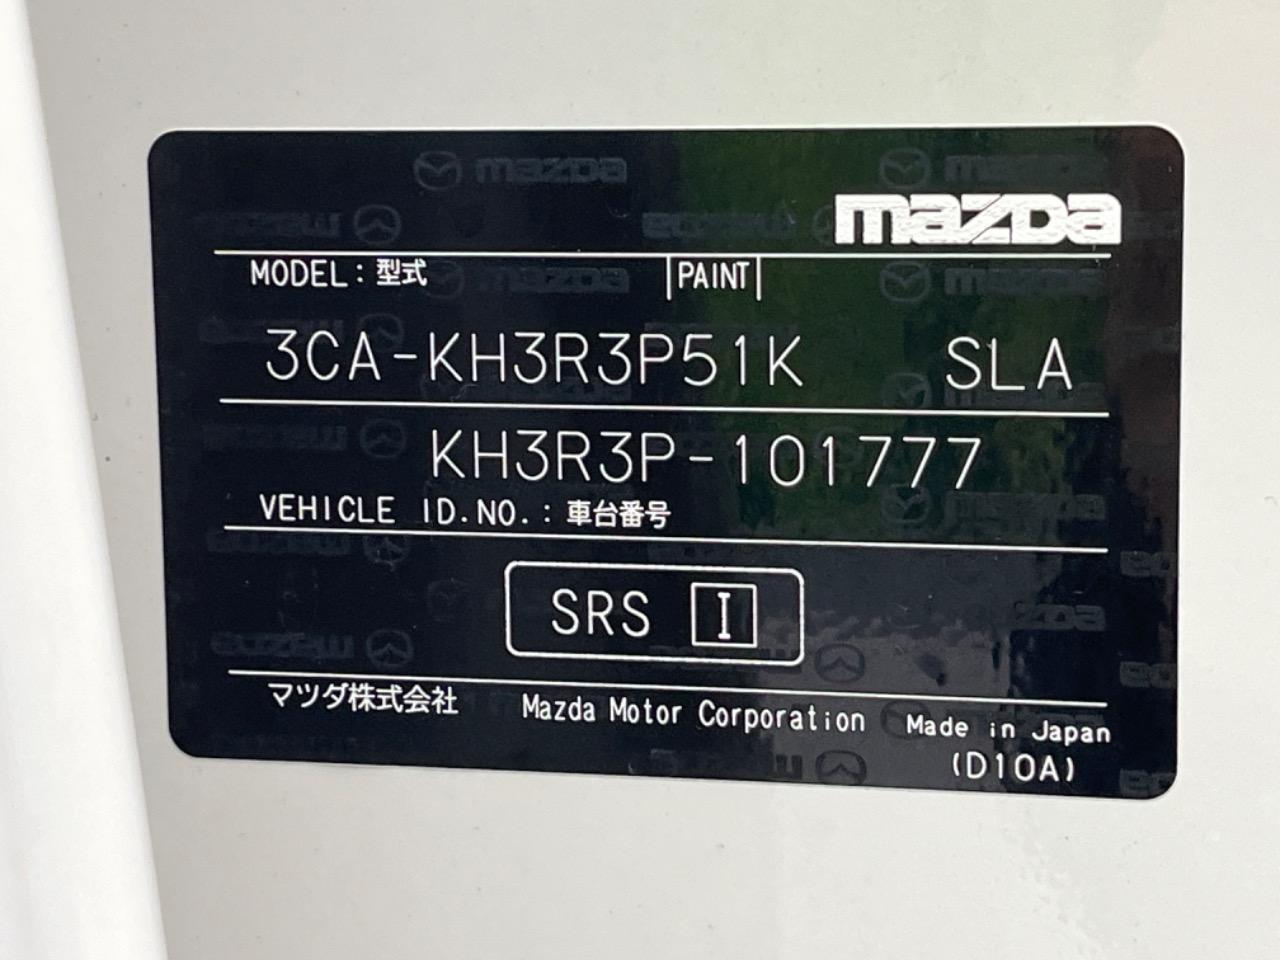 mazda
MODEL: 型式 PAINT
3CA-KH3R3P51K SLA
KH3R3P-101777
VEHICLE ID.NO.: 車台番号
SRS I
マツダ株式会社 Mazda Motor Corporation Made in Japan
(D10A)